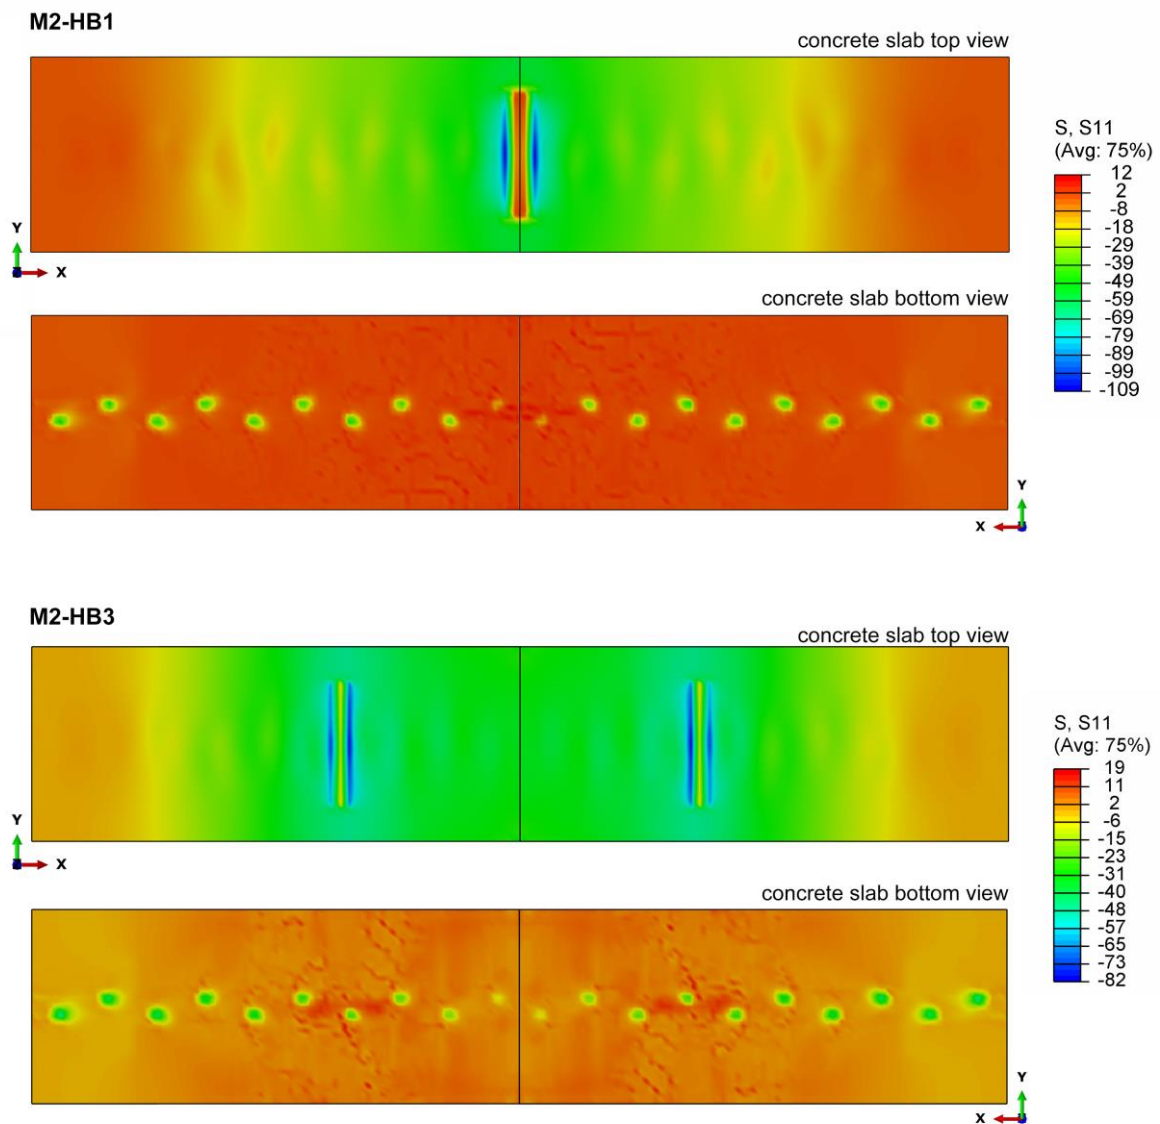 M2-HB1
concrete slab top view
S, S11
(Avg: 75%)
12
2
-8
-18
-29
-39
-49
-59
-69
-79
-89
-99
-109
Y
X
concrete slab bottom view
Y
X
M2-HB3
concrete slab top view
S, S11
(Avg: 75%)
19
11
2
-6
-15
-23
-31
-40
-48
-57
-65
-73
-82
Y
X
concrete slab bottom view
Y
X